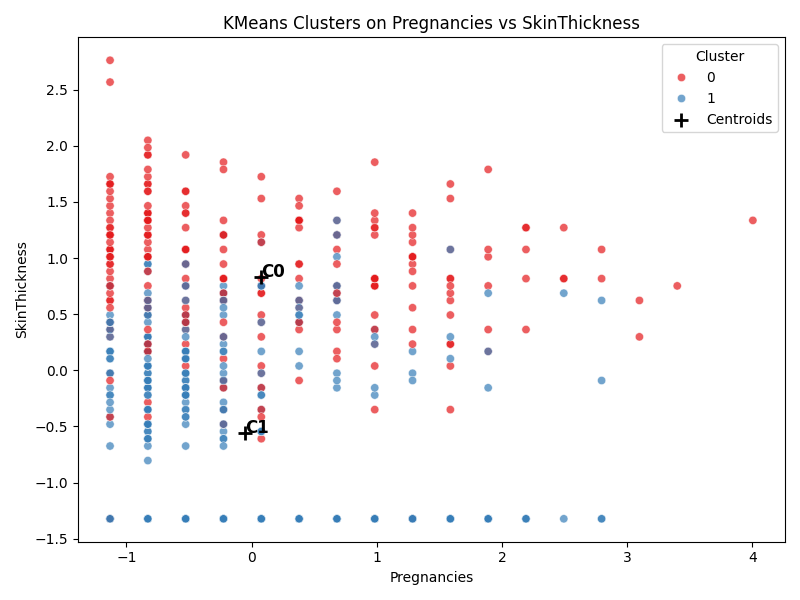 KMeans Clusters on Pregnancies vs SkinThickness
Cluster
0
1
Centroids
SkinThickness
2.5
2.0
1.5
1.0
0.5
0.0
−0.5
−1.0
−1.5
C0
C1
−1
0
1
2
3
4
Pregnancies